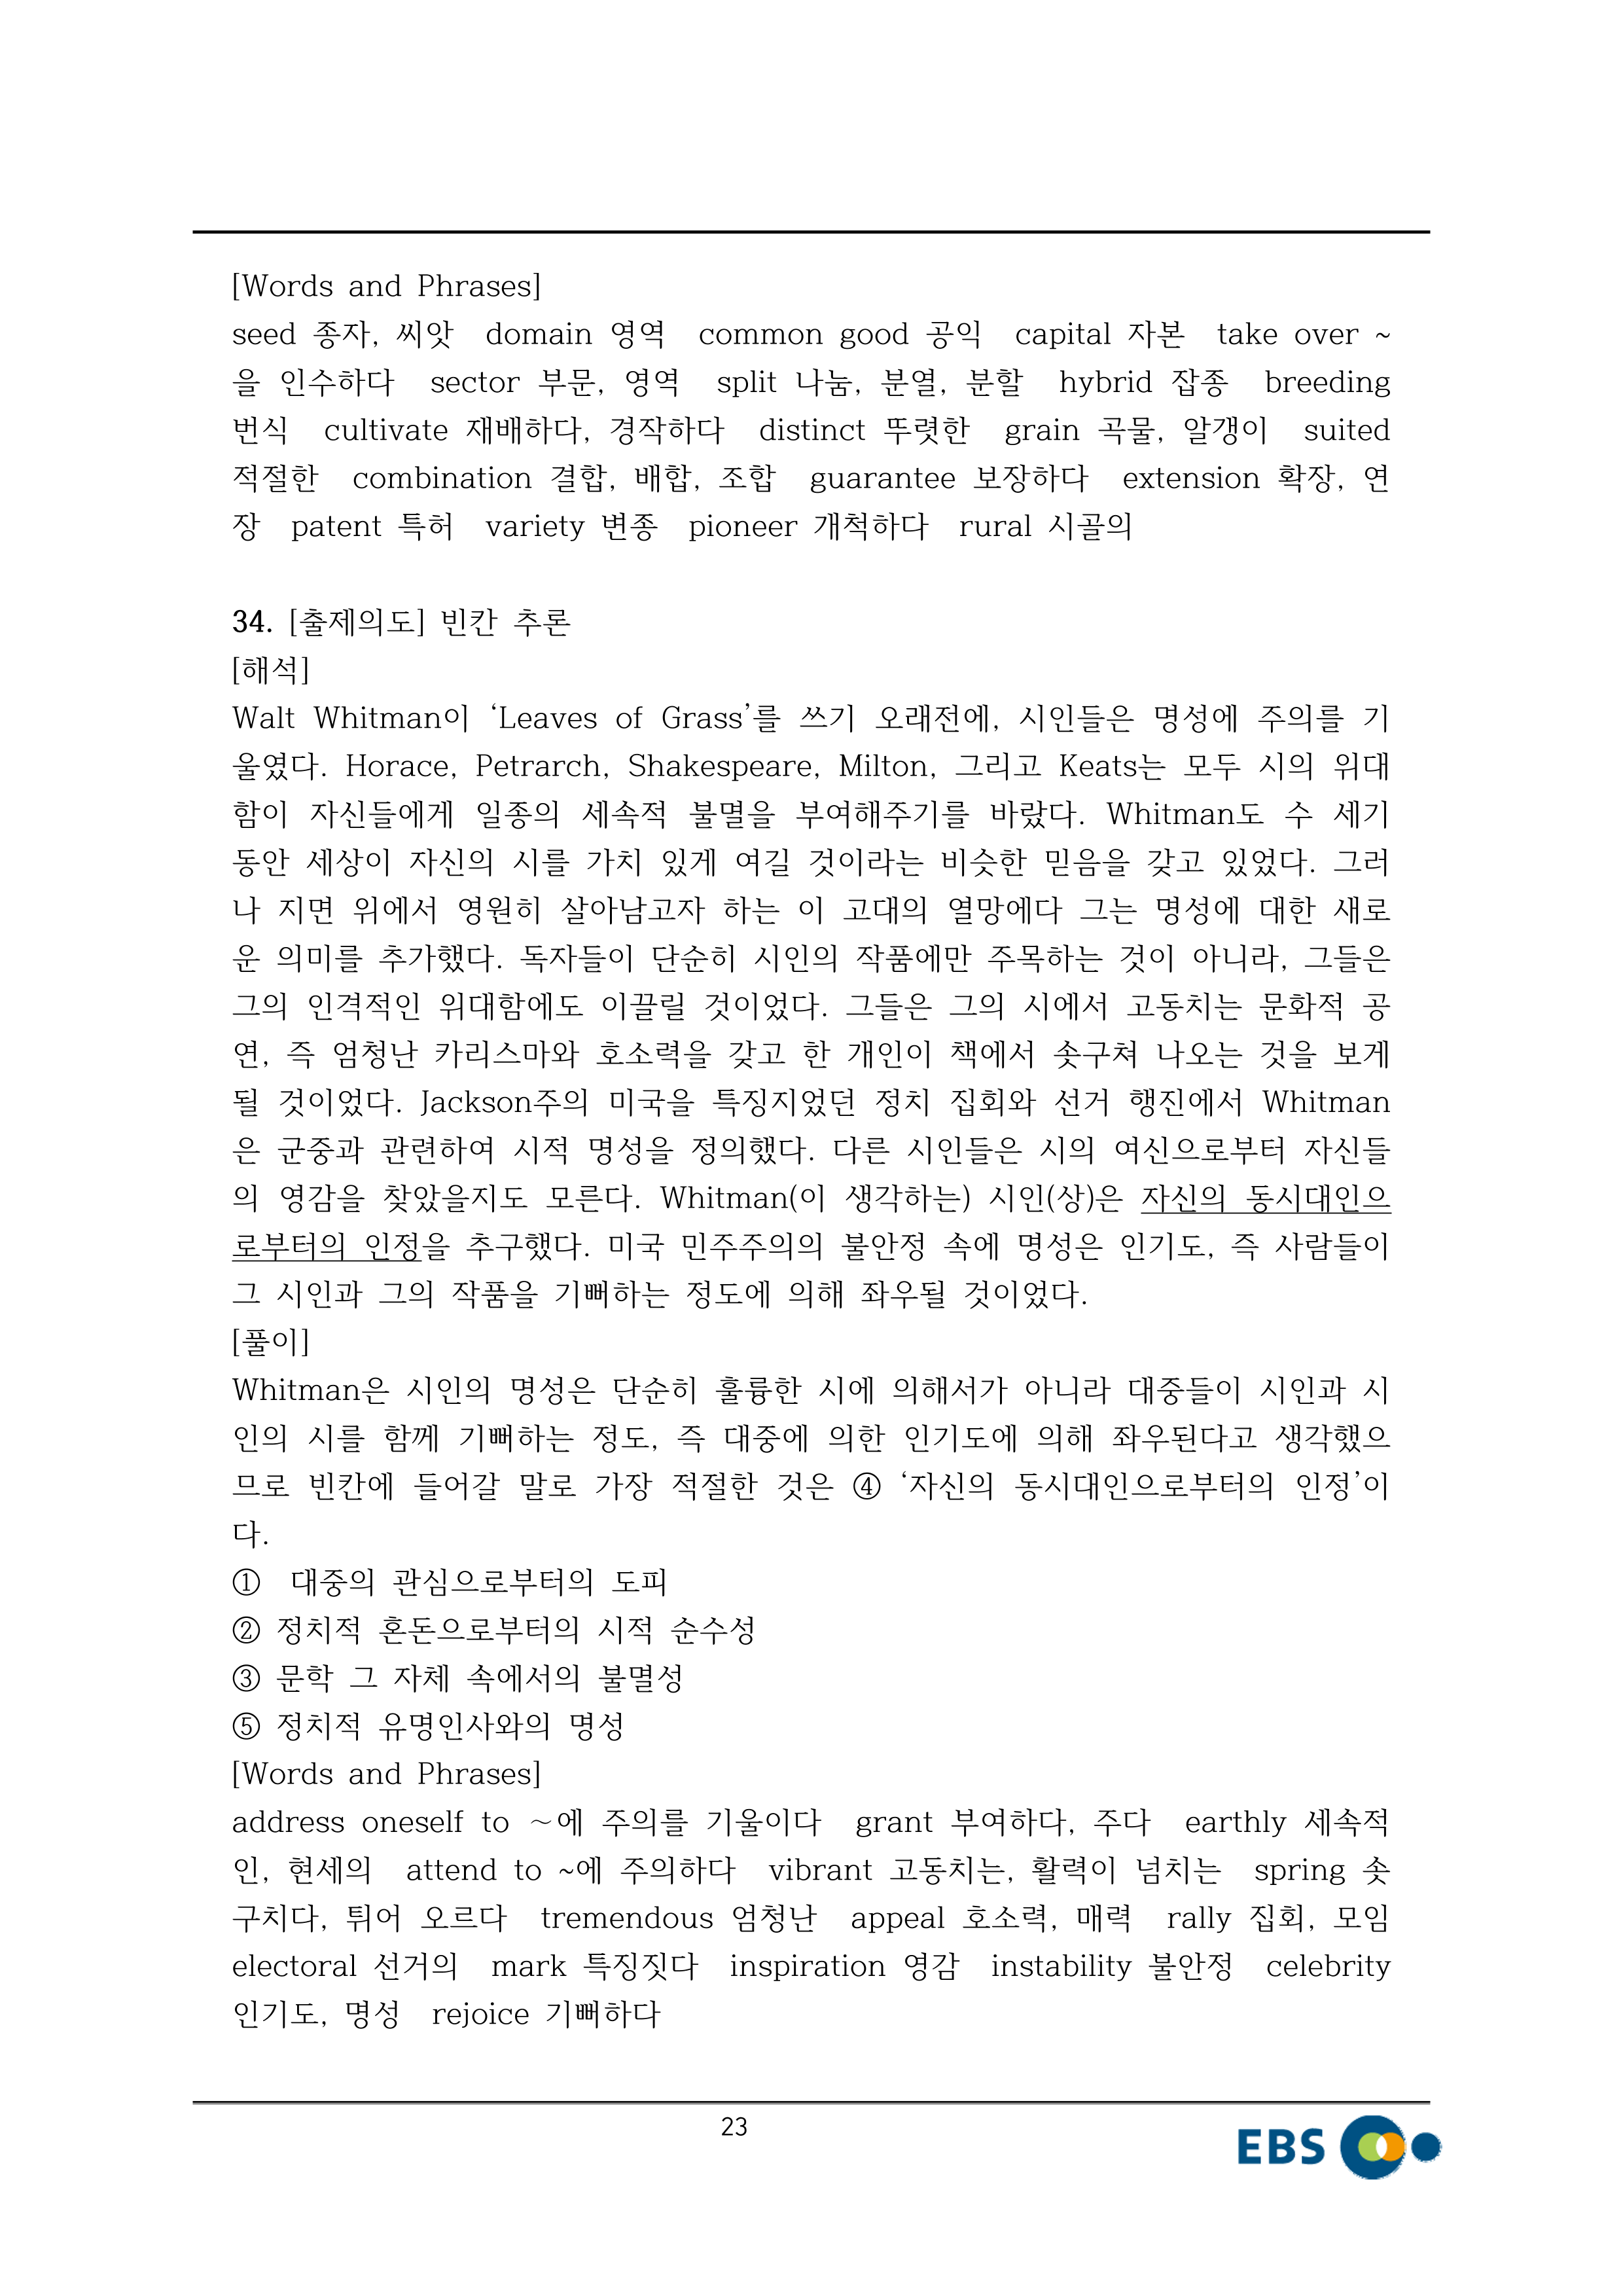 [Words and Phrases]
seed 종자, 씨앗  domain 영역  common good 공익  capital 자본  take over ~
을 인수하다  sector 부문, 영역  split 나눔, 분열, 분할  hybrid 잡종  breeding
번식  cultivate 재배하다, 경작하다  distinct 뚜렷한  grain 곡물, 알갱이  suited
적절한  combination 결합, 배합, 조합  guarantee 보장하다  extension 확장, 연
장  patent 특허  variety 변종  pioneer 개척하다  rural 시골의
34. [출제의도] 빈칸 추론
[해석]
Walt Whitman이 ‘Leaves of Grass’를 쓰기 오래전에, 시인들은 명성에 주의를 기
울였다. Horace, Petrarch, Shakespeare, Milton, 그리고 Keats는 모두 시의 위대
함이 자신들에게 일종의 세속적 불멸을 부여해주기를 바랐다. Whitman도 수 세기
동안 세상이 자신의 시를 가치 있게 여길 것이라는 비슷한 믿음을 갖고 있었다. 그러
나 지면 위에서 영원히 살아남고자 하는 이 고대의 열망에다 그는 명성에 대한 새로
운 의미를 추가했다. 독자들이 단순히 시인의 작품에만 주목하는 것이 아니라, 그들은
그의 인격적인 위대함에도 이끌릴 것이었다. 그들은 그의 시에서 고동치는 문화적 공
연, 즉 엄청난 카리스마와 호소력을 갖고 한 개인이 책에서 솟구쳐 나오는 것을 보게
될 것이었다. Jackson주의 미국을 특징지었던 정치 집회와 선거 행진에서 Whitman
은 군중과 관련하여 시적 명성을 정의했다. 다른 시인들은 시의 여신으로부터 자신들
의 영감을 찾았을지도 모른다. Whitman(이 생각하는) 시인(상)은 자신의 동시대인으
로부터의 인정을 추구했다. 미국 민주주의의 불안정 속에 명성은 인기도, 즉 사람들이
그 시인과 그의 작품을 기뻐하는 정도에 의해 좌우될 것이었다.
[풀이]
Whitman은 시인의 명성은 단순히 훌륭한 시에 의해서가 아니라 대중들이 시인과 시
인의 시를 함께 기뻐하는 정도, 즉 대중에 의한 인기도에 의해 좌우된다고 생각했으
므로 빈칸에 들어갈 말로 가장 적절한 것은 ④ ‘자신의 동시대인으로부터의 인정’이
다.
① 대중의 관심으로부터의 도피
② 정치적 혼돈으로부터의 시적 순수성
③ 문학 그 자체 속에서의 불멸성
⑤ 정치적 유명인사와의 명성
[Words and Phrases]
address oneself to ～에 주의를 기울이다  grant 부여하다, 주다  earthly 세속적
인, 현세의  attend to ~에 주의하다  vibrant 고동치는, 활력이 넘치는  spring 솟
구치다, 튀어 오르다  tremendous 엄청난  appeal 호소력, 매력  rally 집회, 모임
electoral 선거의  mark 특징짓다  inspiration 영감  instability 불안정  celebrity
인기도, 명성  rejoice 기뻐하다
23
EBS